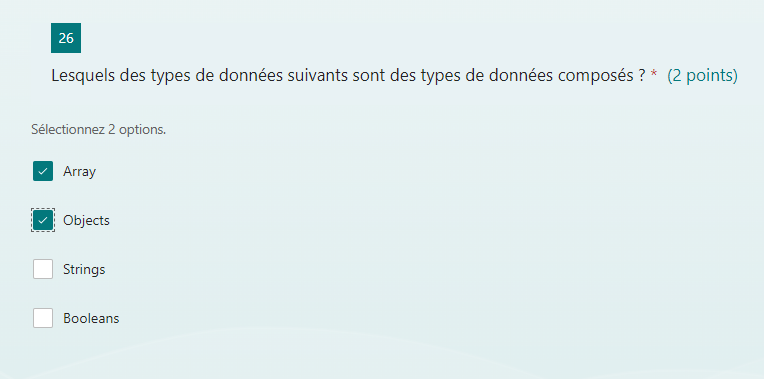 26
Lesquels des types de données suivants sont des types de données composés ? * (2 points)
Sélectionnez 2 options.
Array
Objects
Strings
Booleans